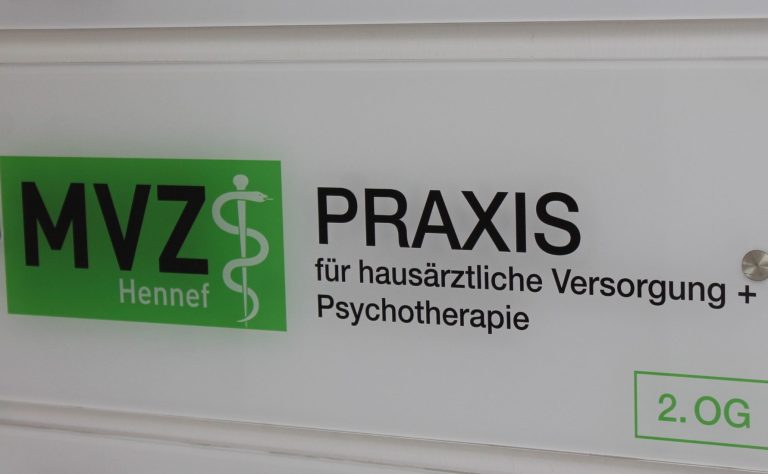 MVZ
Hennef
PRAXIS
für hausärztliche Versorgung +
Psychotherapie
2. OG